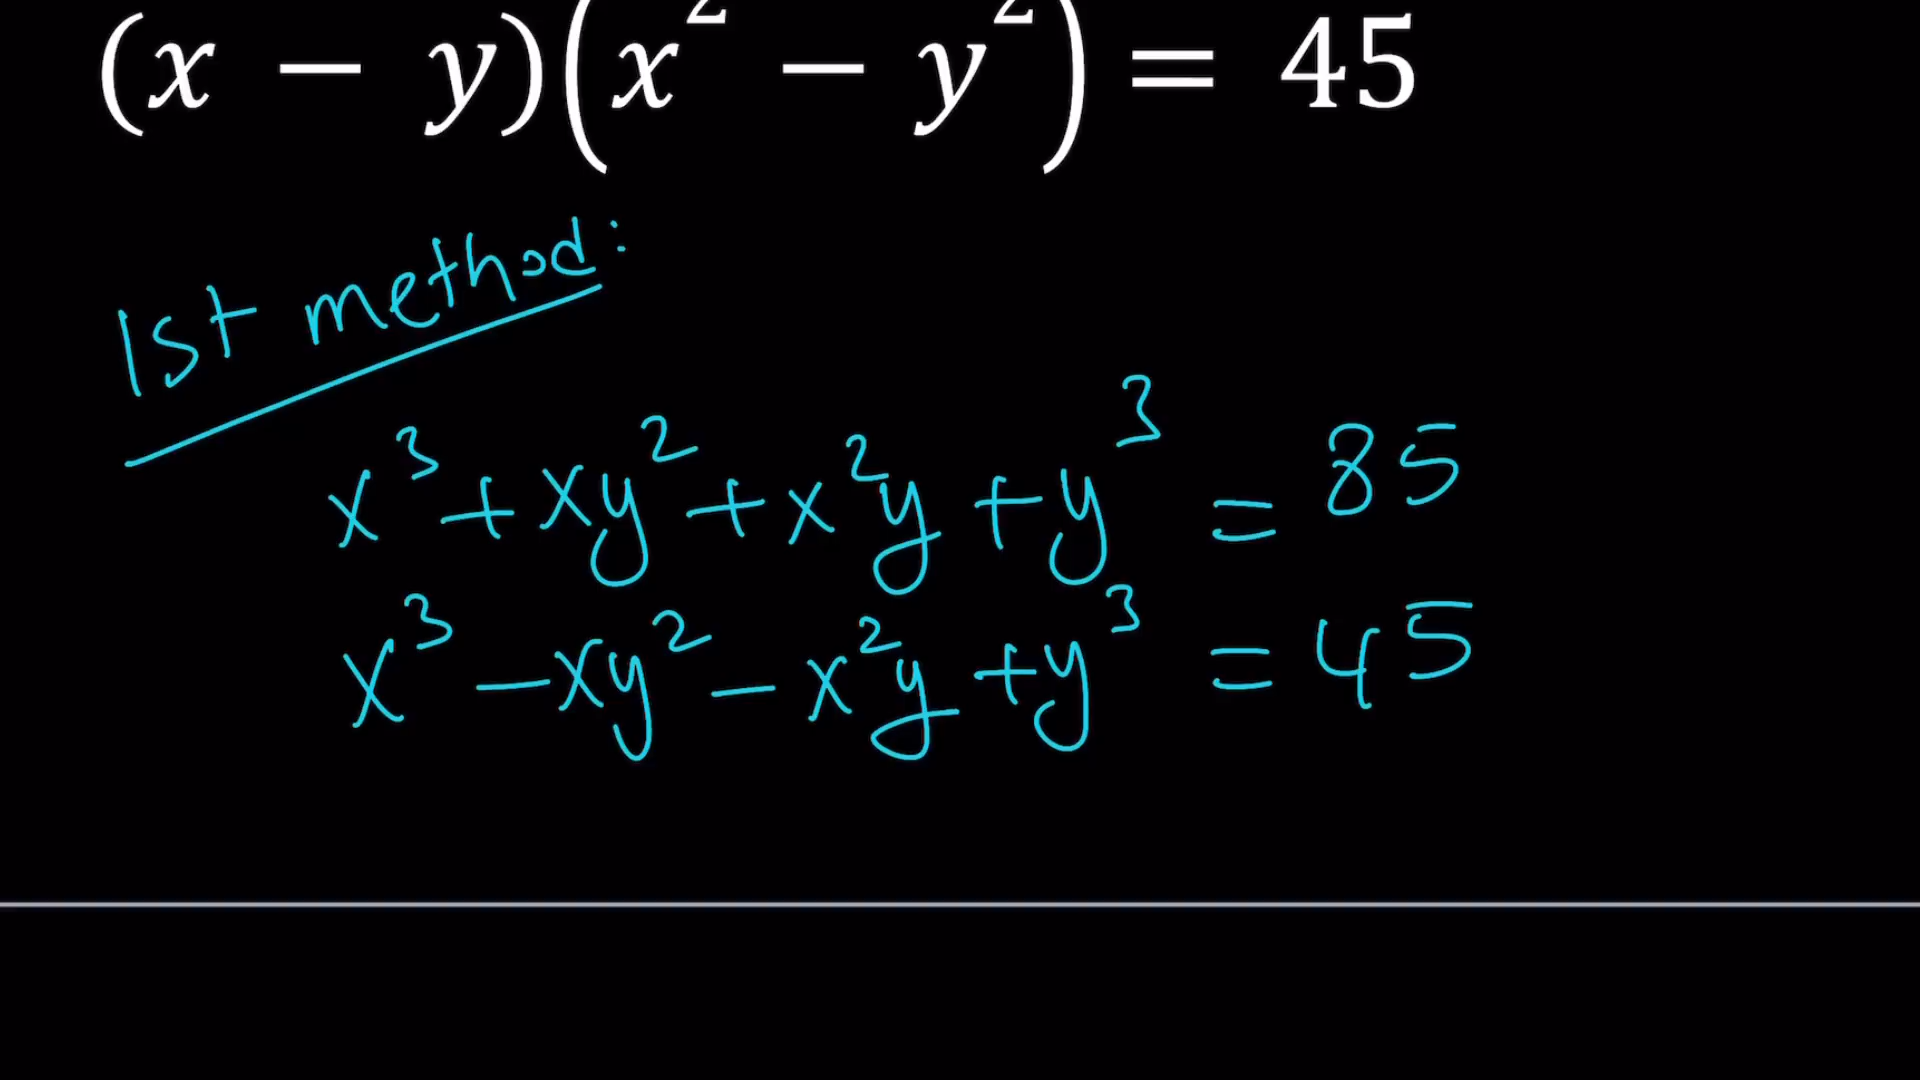 (x − y)(x² − y²) = 45
1st method:
x³ + xy² + x²y + y³ = 85
x³ − xy² − x²y + y³ = 45